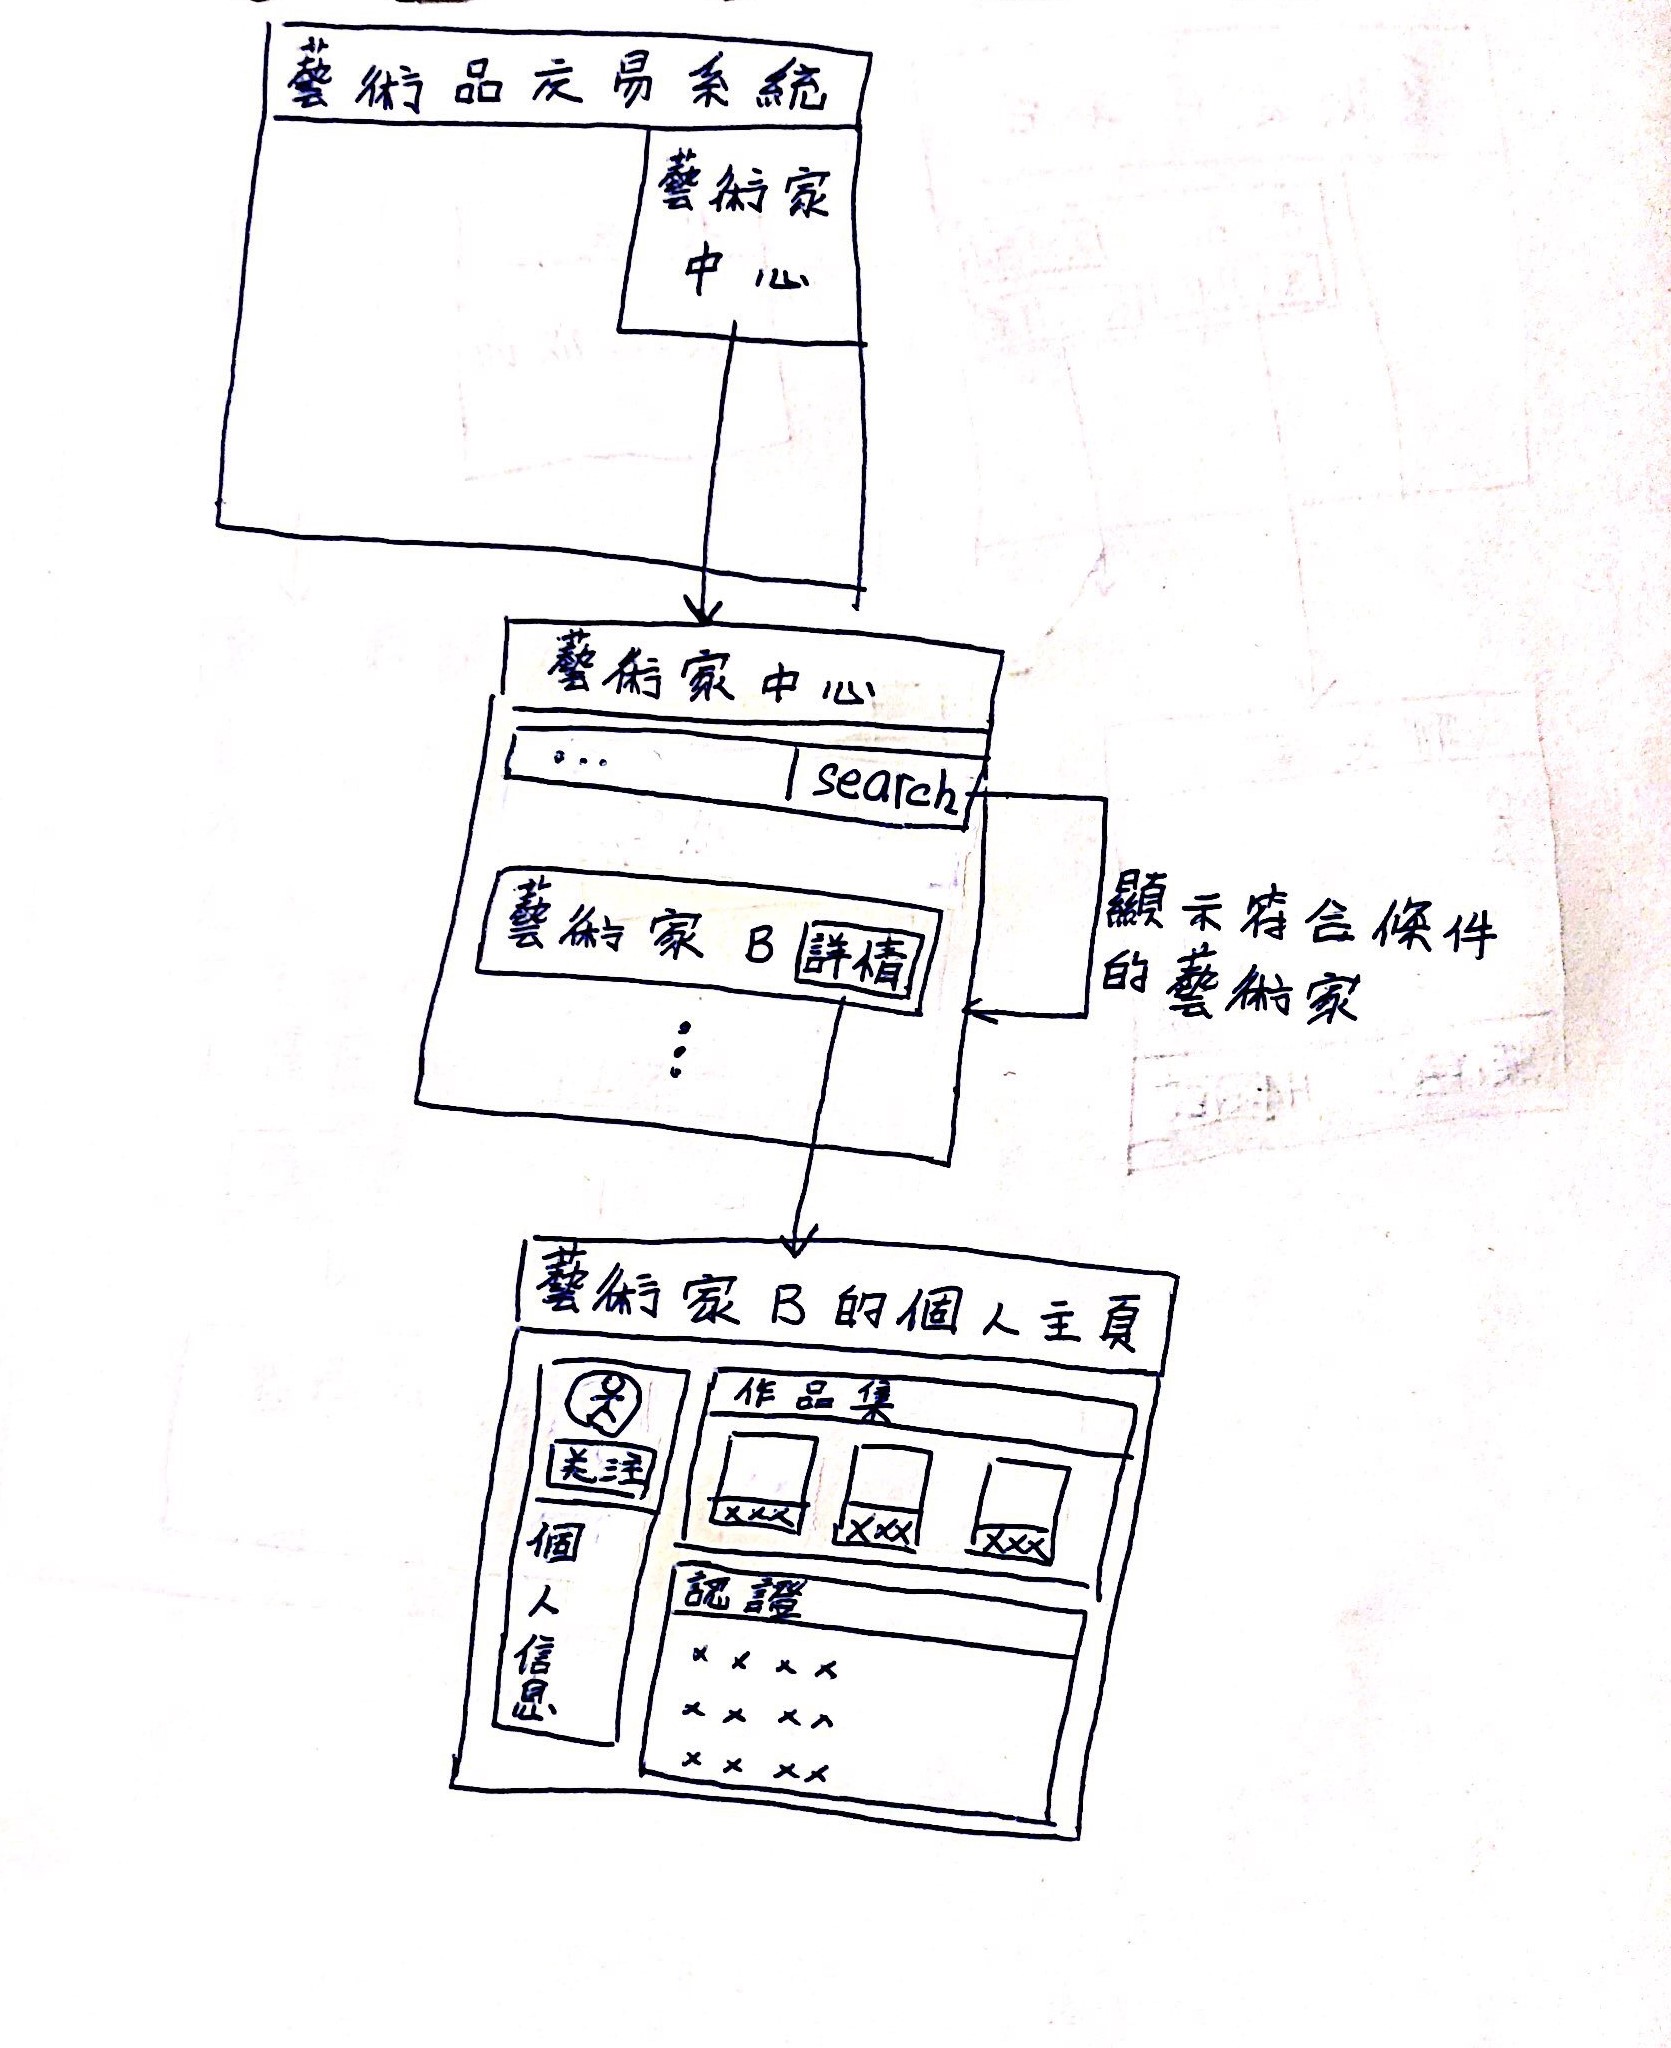 藝術品交易系統
藝術家
中心
藝術家中心
... search
顯示符合條件
的藝術家
藝術家 B 詳情
藝術家B的個人主頁
关注
個
人
信
息
作品集
xxx xxx xxx
認證
x x x x
x x x x
x x x x